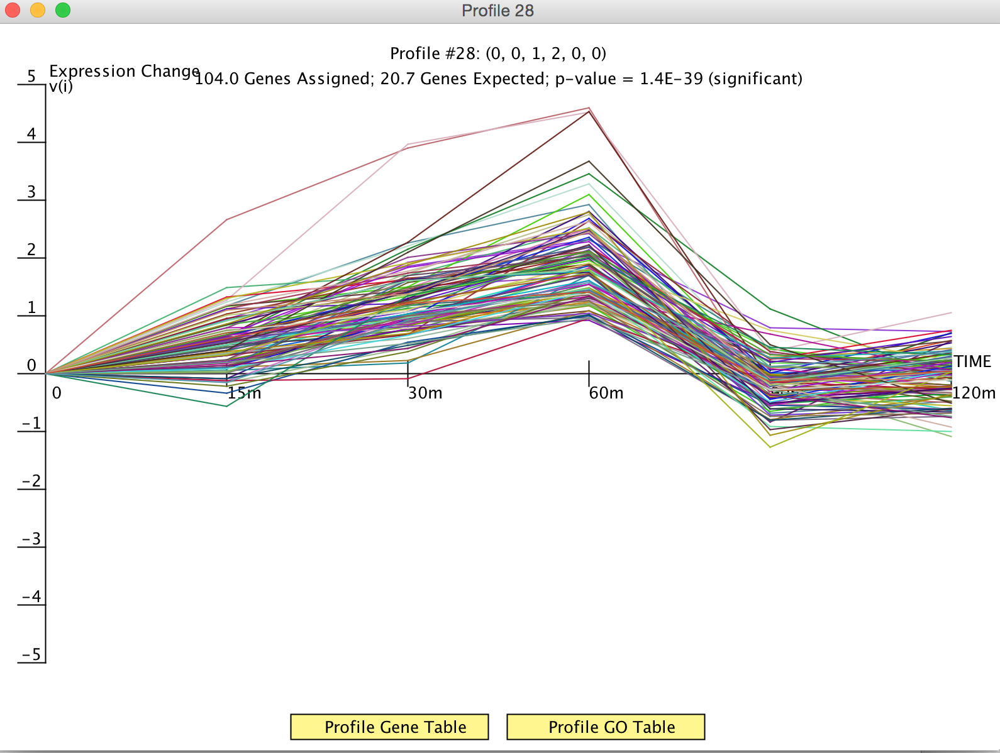 Profile 28
Profile #28: (0, 0, 1, 2, 0, 0)
Expression Change
v(i)
104.0 Genes Assigned; 20.7 Genes Expected; p-value = 1.4E-39 (significant)
5
4
3
2
1
0
-1
-2
-3
-4
-5
TIME
0
15m
30m
60m
120m
Profile Gene Table
Profile GO Table